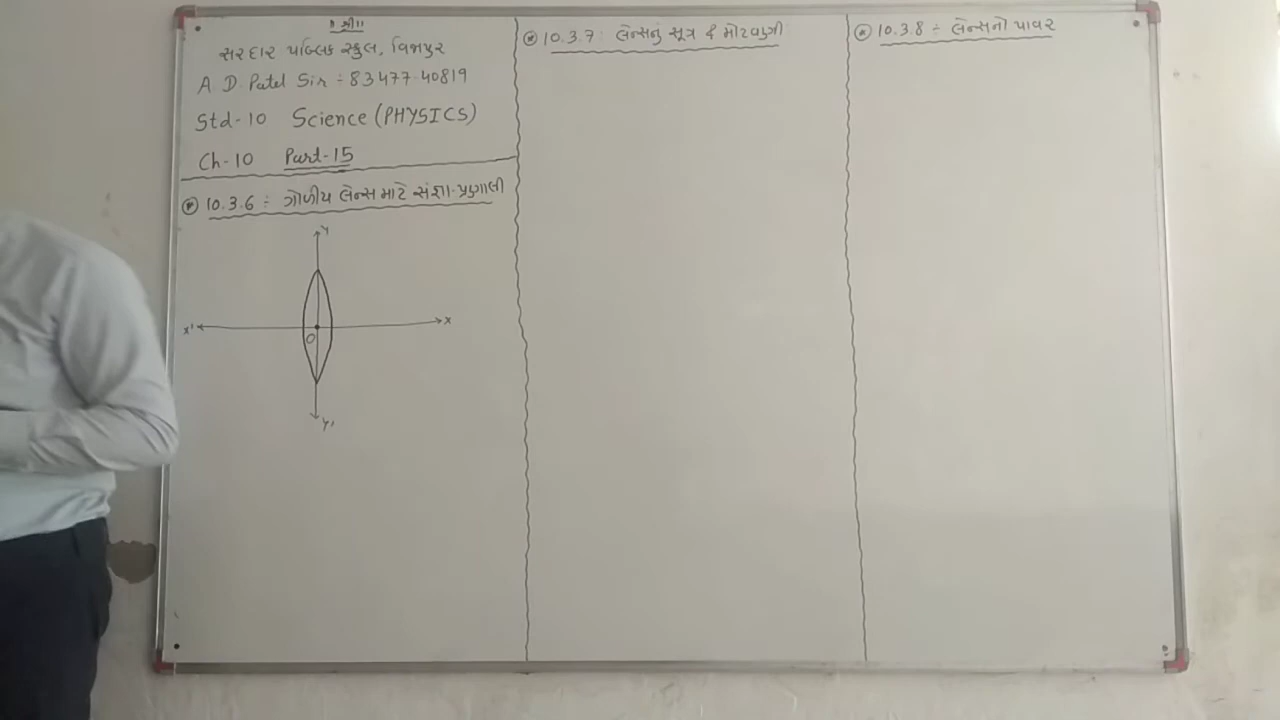 ॥ શ્રી॥
સરદાર પબ્લિક સ્કુલ, વિજાપુર
A. D. Patel Sir :- 83477-40819
Std-10 Science (PHYSICS)
Ch-10 Part-15
10.3.6 :- ગોળીય લેન્સ માટે સંજ્ઞા-પ્રણાલી
Y
X' X
O
Y'
10.3.7 : લેન્સનું સૂત્ર & મોટવણી
10.3.8 :- લેન્સનો પાવર